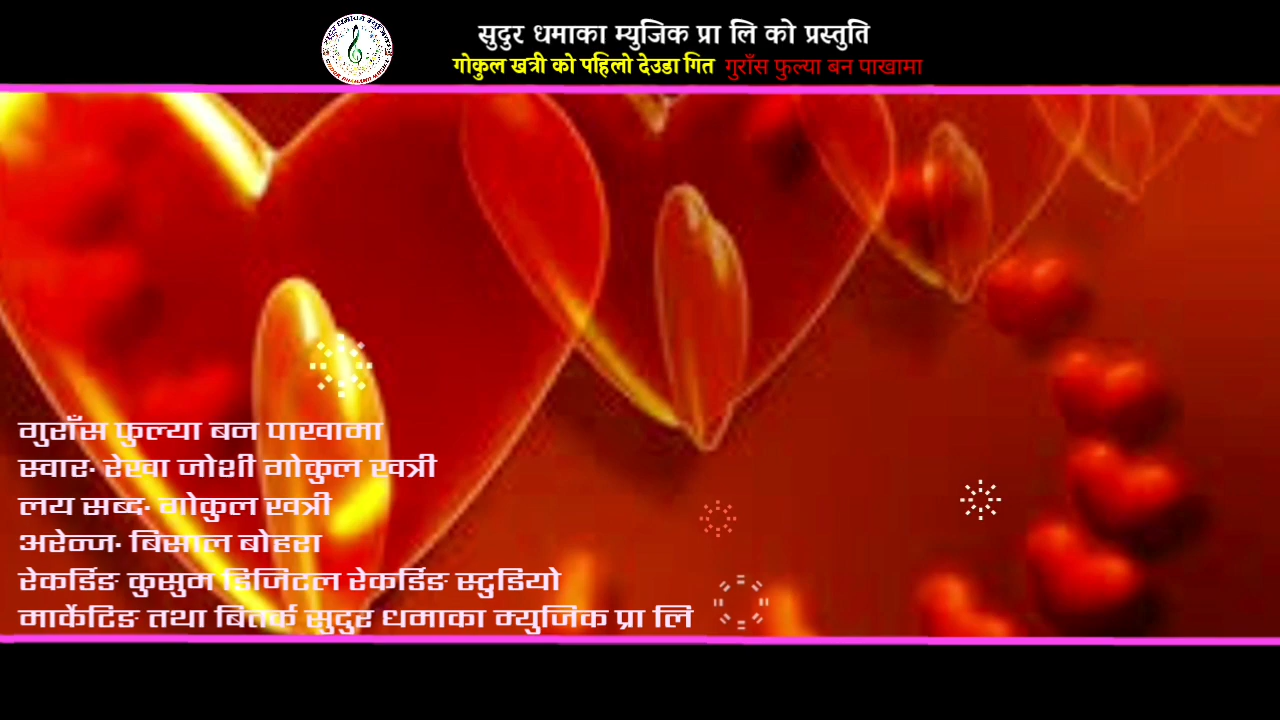 सुदुर धमाका म्युजिक प्रा लि को प्रस्तुति
गोकुल खत्री को पहिलो देउडा गित गुराँस फुल्या बन पाखामा
गुराँस फुल्या बन पाखामा
स्वार. रेखा जोशी गोकुल खत्री
लय सब्द. गोकुल खत्री
अरेन्ज. बिसाल बोहरा
रेकर्डिङ कुसुम डिजिटल रेकर्डिङ स्टुडियो
मार्केटिङ तथा बितर्क सुदुर धमाका म्युजिक प्रा लि